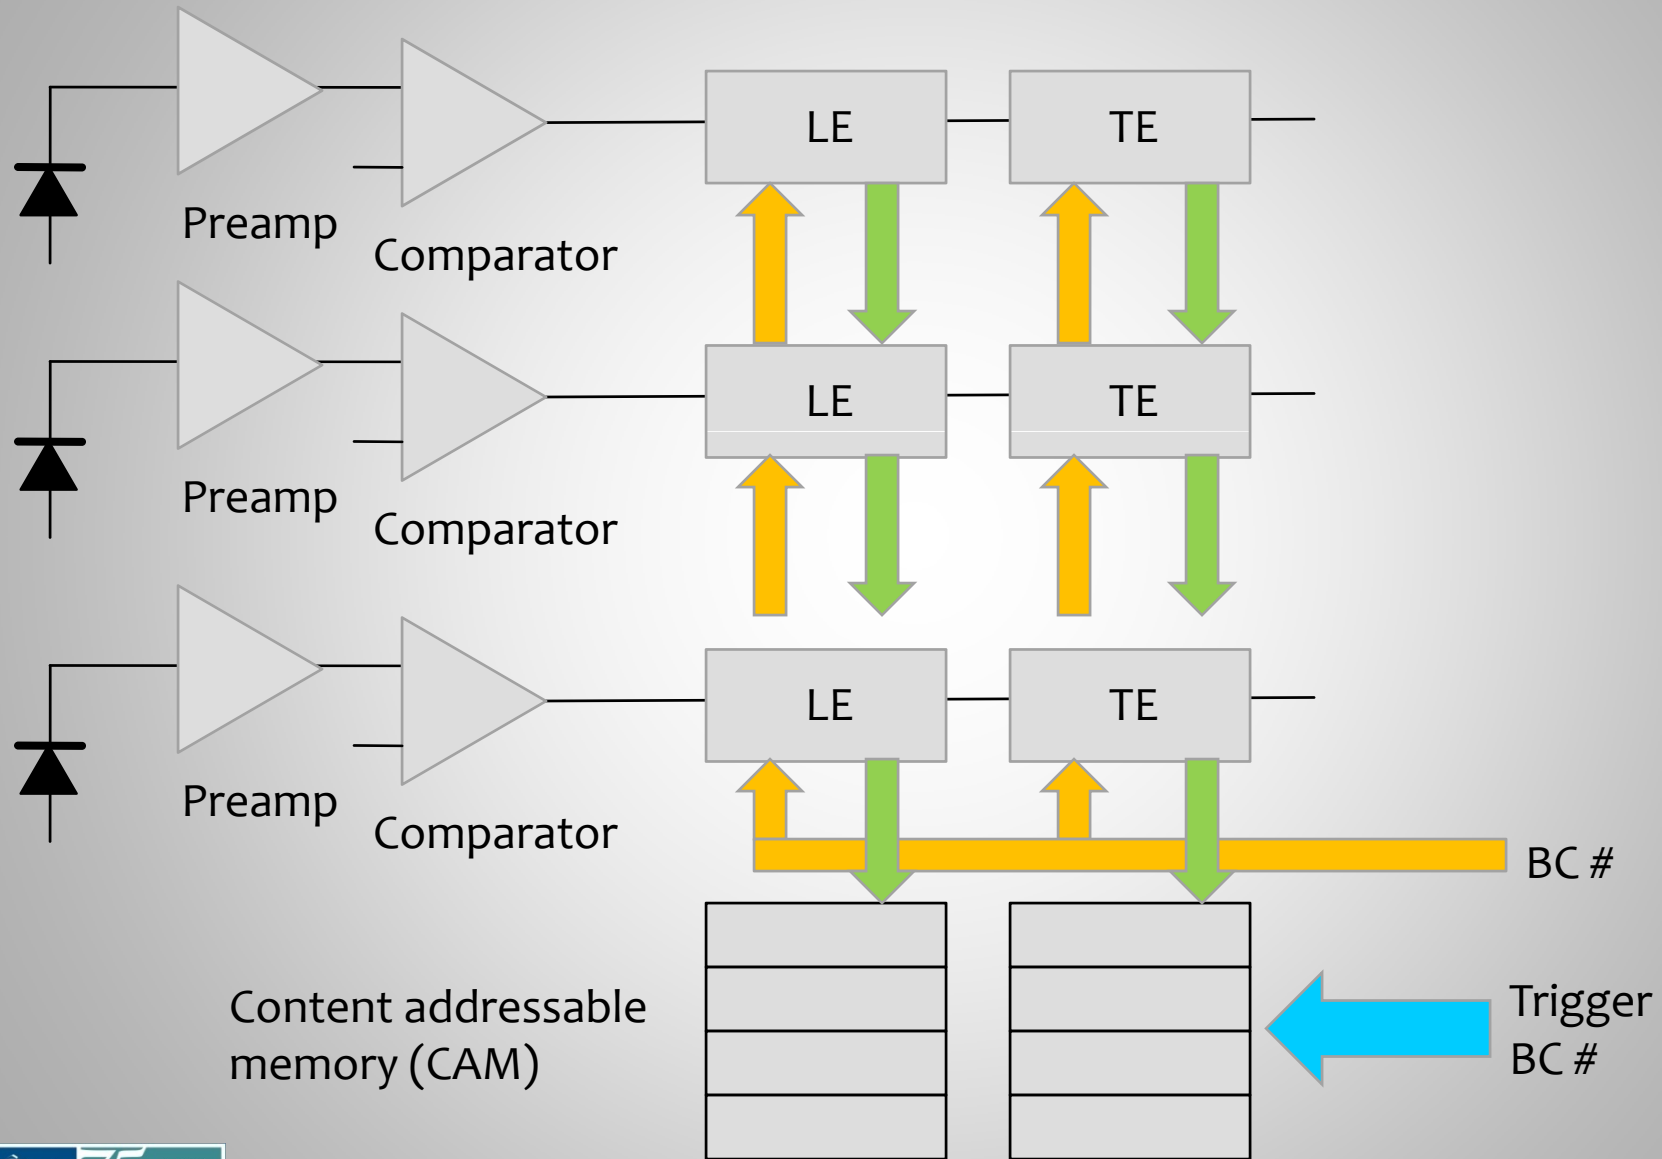 LE
TE
Preamp
Comparator
LE
TE
Preamp
Comparator
LE
TE
Preamp
Comparator
BC #
Content addressable
memory (CAM)
Trigger
BC #